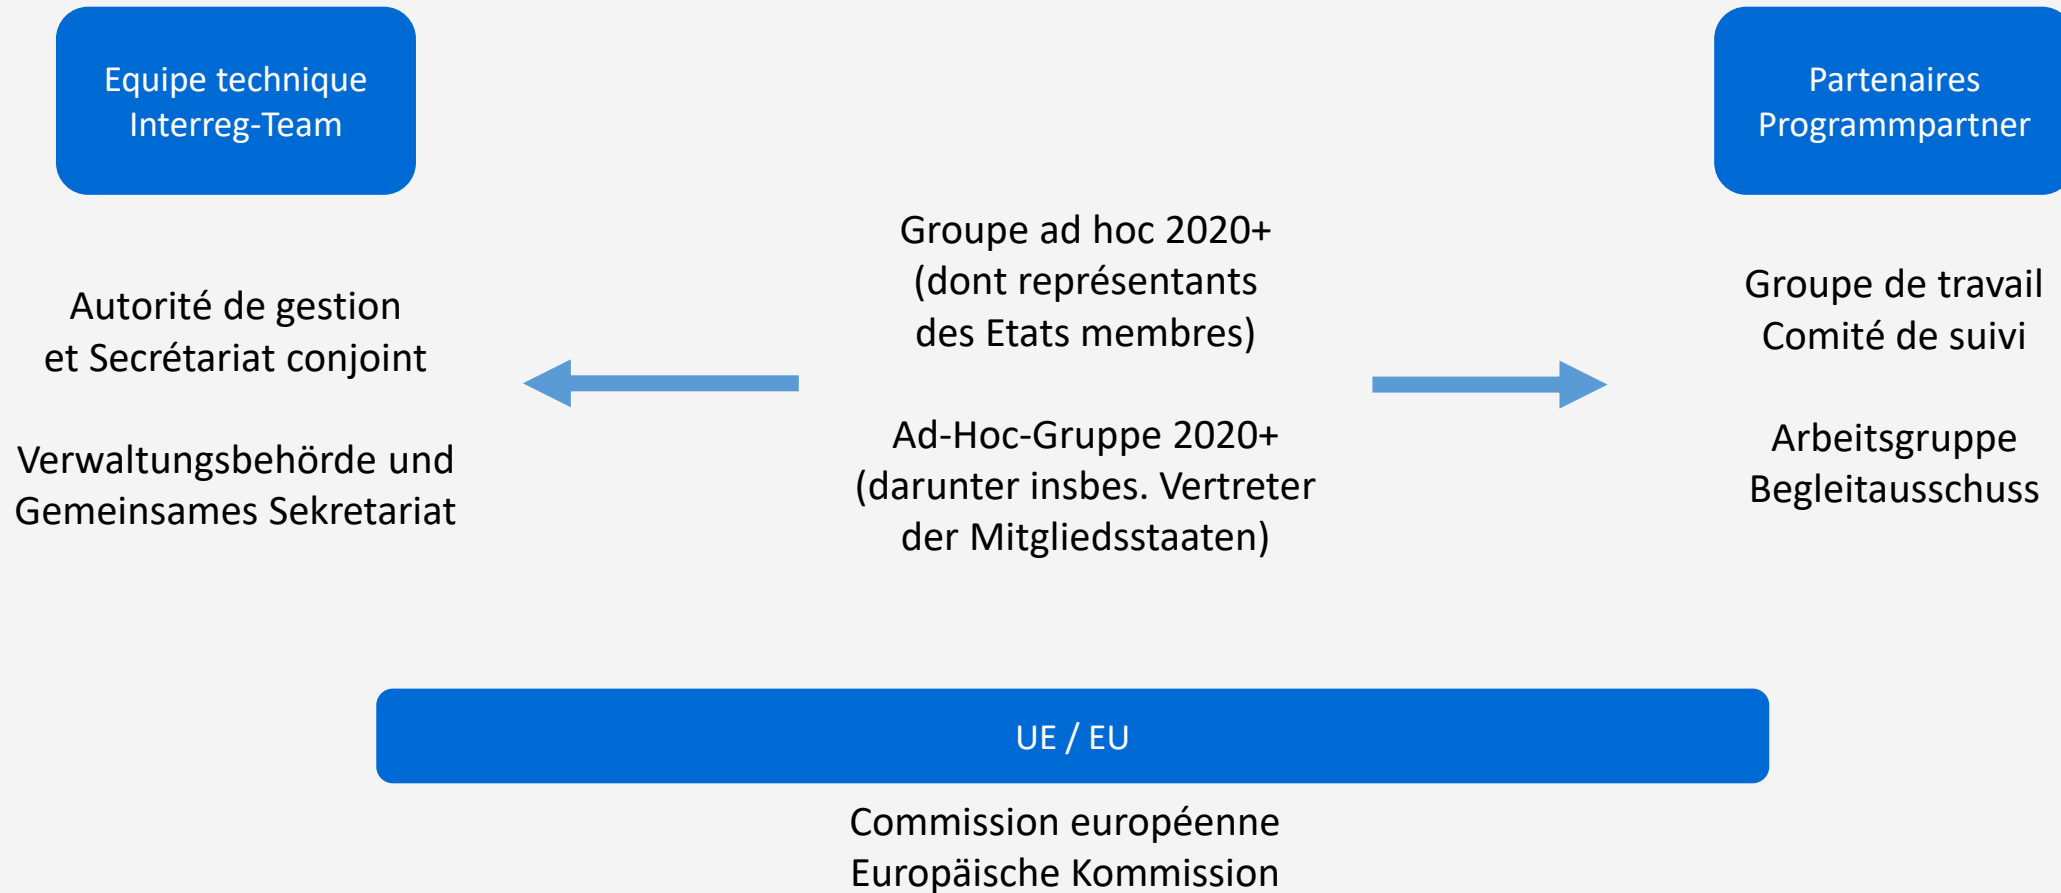 Equipe technique
Interreg-Team
Partenaires
Programmpartner
Autorité de gestion
et Secrétariat conjoint
Verwaltungsbehörde und
Gemeinsames Sekretariat
Groupe ad hoc 2020+
(dont représentants
des Etats membres)
Ad-Hoc-Gruppe 2020+
(darunter insbes. Vertreter
der Mitgliedsstaaten)
Groupe de travail
Comité de suivi
Arbeitsgruppe
Begleitausschuss
UE / EU
Commission européenne
Europäische Kommission